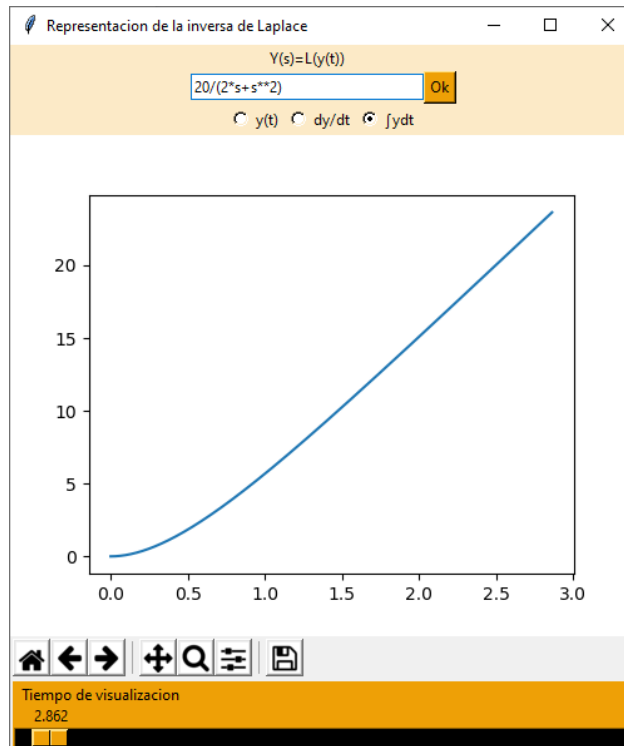 Representacion de la inversa de Laplace
Y(s)=L(y(t))
20/(2*s+s**2) Ok
y(t) dy/dt ∫ydt
20
15
10
5
0
0.0 0.5 1.0 1.5 2.0 2.5 3.0
Tiempo de visualizacion
2.862